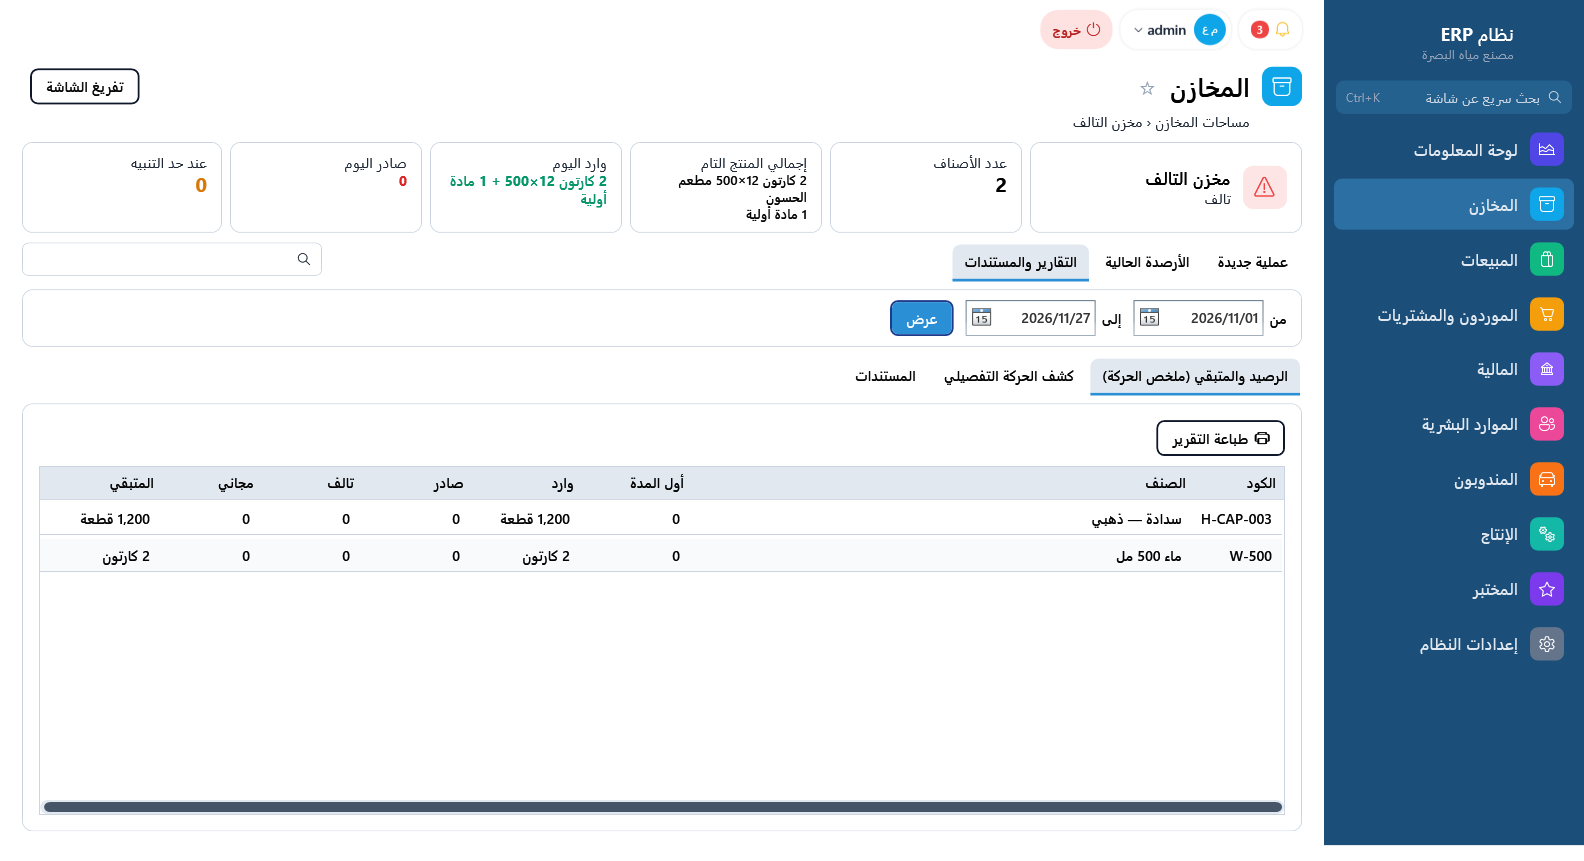 نظام ERP
مصنع مياه البصرة
بحث سريع عن شاشة
Ctrl+K
لوحة المعلومات
المخازن
المبيعات
الموردون والمشتريات
المالية
الموارد البشرية
المندوبون
الإنتاج
المختبر
إعدادات النظام
3
م ع
admin
خروج
المخازن
تفريغ الشاشة
مساحات المخازن › مخزن التالف
مخزن التالف
تالف
عدد الأصناف
2
إجمالي المنتج التام
2 كارتون 12×500 مطعم
الحسون
1 مادة أولية
وارد اليوم
2 كارتون 12×500 + 1 مادة
أولية
صادر اليوم
0
عند حد التنبيه
0
عملية جديدة
الأرصدة الحالية
التقارير والمستندات
من 2026/11/01 إلى 2026/11/27 عرض
الرصيد والمتبقي (ملخص الحركة)
كشف الحركة التفصيلي
المستندات
طباعة التقرير
الكود الصنف أول المدة وارد صادر تالف مجاني المتبقي
H-CAP-003 سدادة — ذهبي 0 1,200 قطعة 0 0 0 1,200 قطعة
W-500 ماء 500 مل 0 2 كارتون 0 0 0 2 كارتون